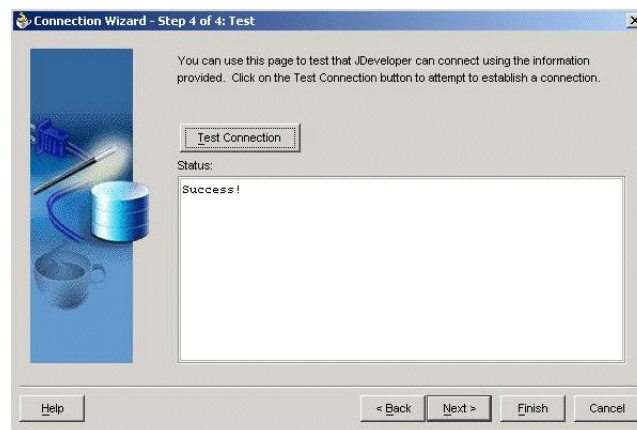 Connection Wizard - Step 4 of 4: Test
You can use this page to test that JDeveloper can connect using the information
provided. Click on the Test Connection button to attempt to establish a connection.
Test Connection
Status:
Success!
Help
< Back
Next >
Finish
Cancel